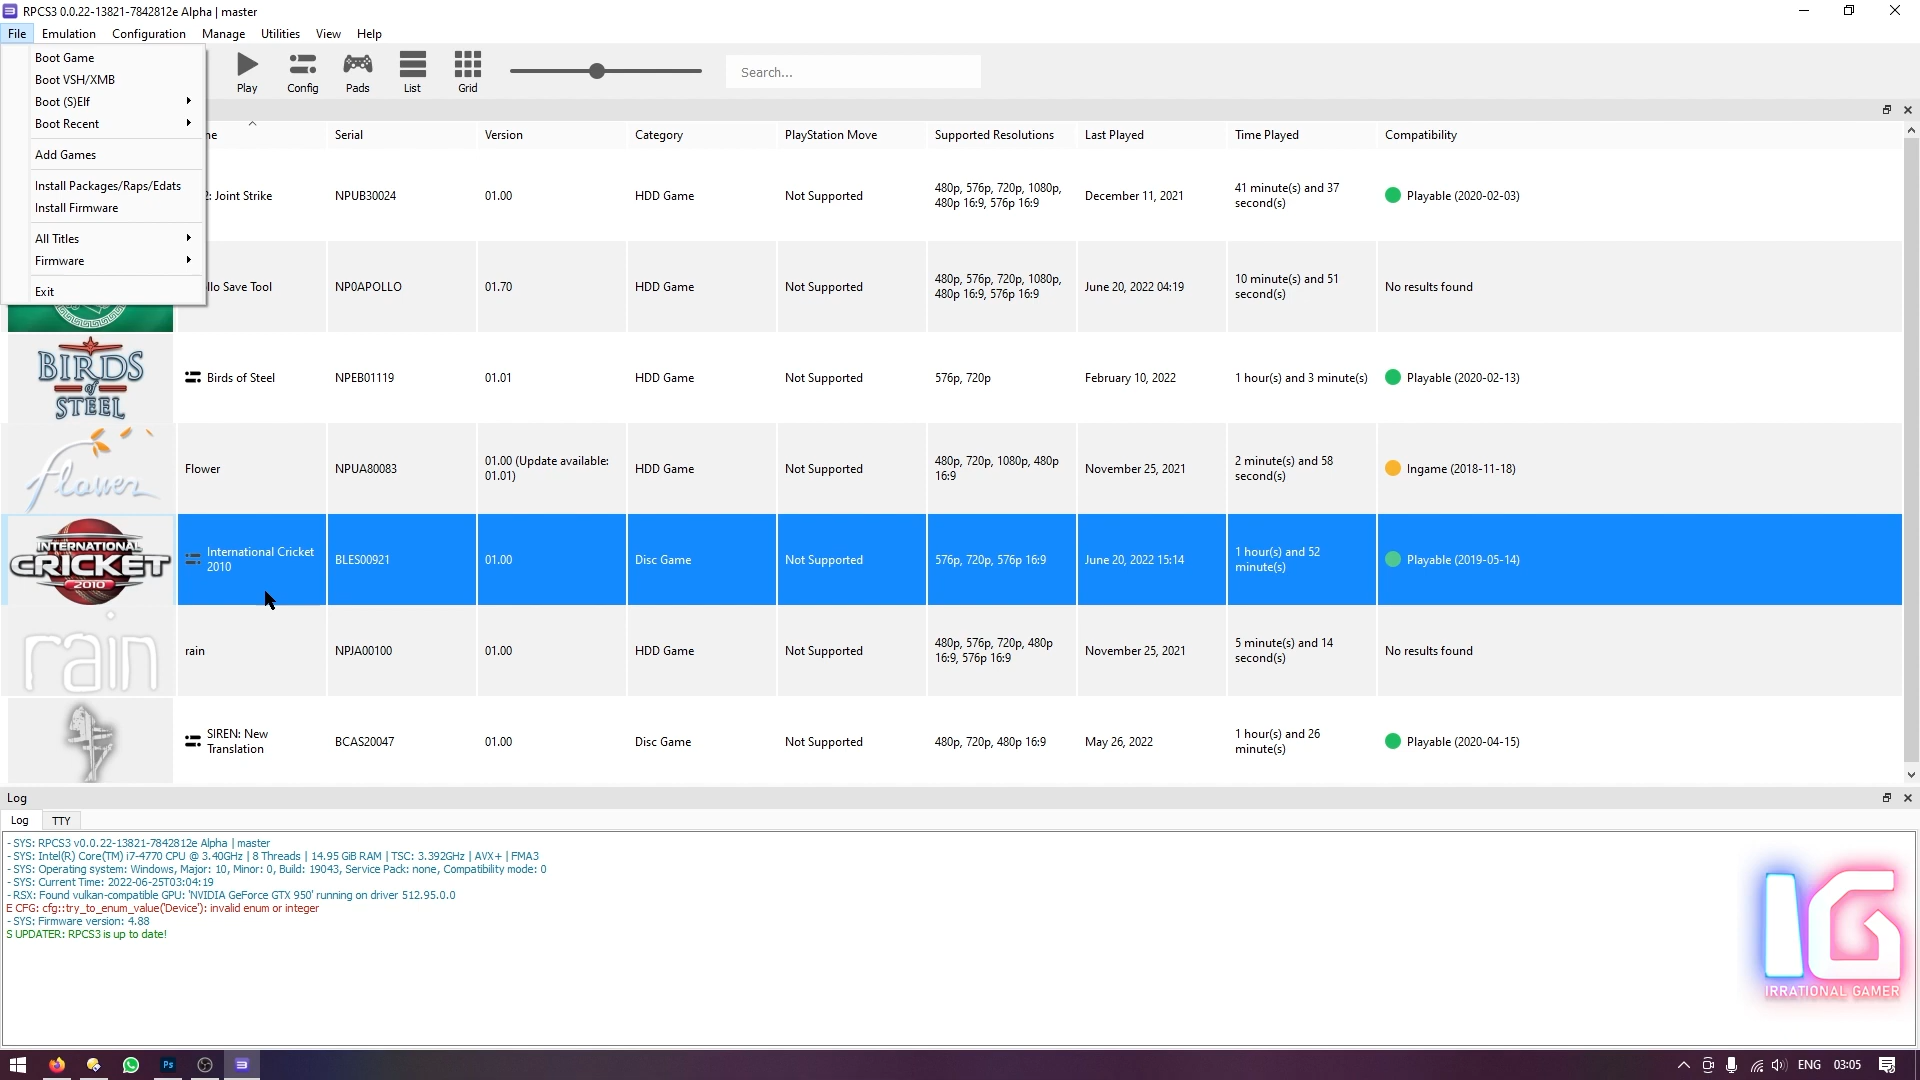 RPCS3 0.0.22-13821-7842812e Alpha | master
File Emulation Configuration Manage Utilities View Help
Boot Game
Boot VSH/XMB
Boot (S)Elf
Boot Recent
Add Games
Install Packages/Raps/Edats
Install Firmware
All Titles
Firmware
Exit
Play Config Pads List Grid
Search...
Serial Version Category PlayStation Move Supported Resolutions Last Played Time Played Compatibility
: Joint Strike NPUB30024 01.00 HDD Game Not Supported 480p, 576p, 720p, 1080p, 480p 16:9, 576p 16:9 December 11, 2021 41 minute(s) and 37 second(s) Playable (2020-02-03)
llo Save Tool NP0APOLLO 01.70 HDD Game Not Supported 480p, 576p, 720p, 1080p, 480p 16:9, 576p 16:9 June 20, 2022 04:19 10 minute(s) and 51 second(s) No results found
BIRDS
of
STEEL
Birds of Steel NPEB01119 01.01 HDD Game Not Supported 576p, 720p February 10, 2022 1 hour(s) and 3 minute(s) Playable (2020-02-13)
flower
Flower NPUA80083 01.00 (Update available: 01.01) HDD Game Not Supported 480p, 720p, 1080p, 480p 16:9 November 25, 2021 2 minute(s) and 58 second(s) Ingame (2018-11-18)
INTERNATIONAL
CRICKET
2010
International Cricket 2010 BLES00921 01.00 Disc Game Not Supported 576p, 720p, 576p 16:9 June 20, 2022 15:14 1 hour(s) and 52 minute(s) Playable (2019-05-14)
rain
rain NPJA00100 01.00 HDD Game Not Supported 480p, 576p, 720p, 480p 16:9, 576p 16:9 November 25, 2021 5 minute(s) and 14 second(s) No results found
SIREN: New Translation BCAS20047 01.00 Disc Game Not Supported 480p, 720p, 480p 16:9 May 26, 2022 1 hour(s) and 26 minute(s) Playable (2020-04-15)
Log
Log TTY
- SYS: RPCS3 v0.0.22-13821-7842812e Alpha | master
- SYS: Intel(R) Core(TM) i7-4770 CPU @ 3.40GHz | 8 Threads | 14.95 GiB RAM | TSC: 3.392GHz | AVX+ | FMA3
- SYS: Operating system: Windows, Major: 10, Minor: 0, Build: 19043, Service Pack: none, Compatibility mode: 0
- SYS: Current Time: 2022-06-25T03:04:19
- RSX: Found vulkan-compatible GPU: 'NVIDIA GeForce GTX 950' running on driver 512.95.0.0
E CFG: cfg::try_to_enum_value('Device'): invalid enum or integer
- SYS: Firmware version: 4.88
S UPDATER: RPCS3 is up to date!
IG
IRRATIONAL GAMER
Ps
ENG 03:05